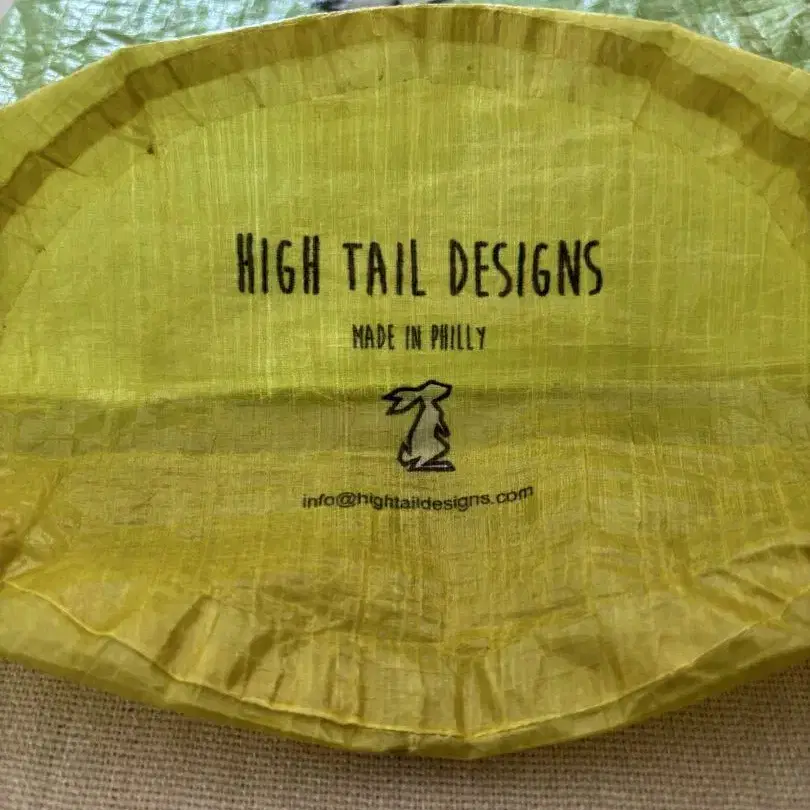 HIGH TAIL DESIGNS
MADE IN PHILLY
info@hightaildesigns.com